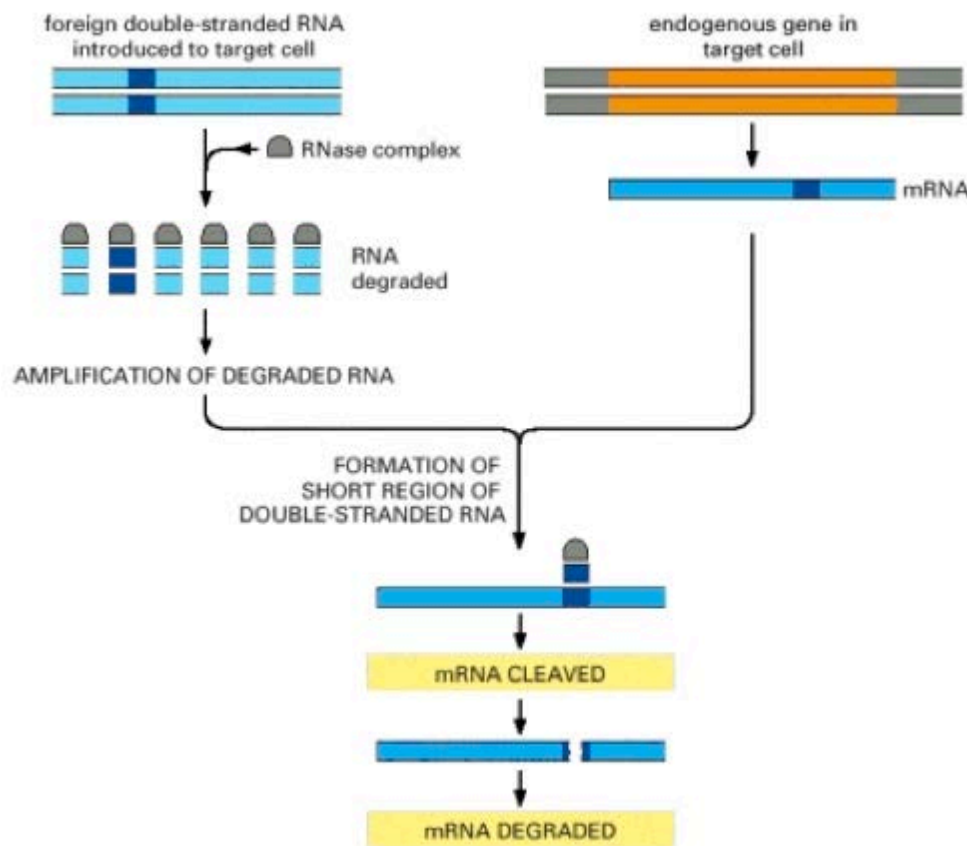 foreign double-stranded RNA
introduced to target cell
endogenous gene in
target cell
RNase complex
mRNA
RNA
degraded
AMPLIFICATION OF DEGRADED RNA
FORMATION OF
SHORT REGION OF
DOUBLE-STRANDED RNA
mRNA CLEAVED
mRNA DEGRADED